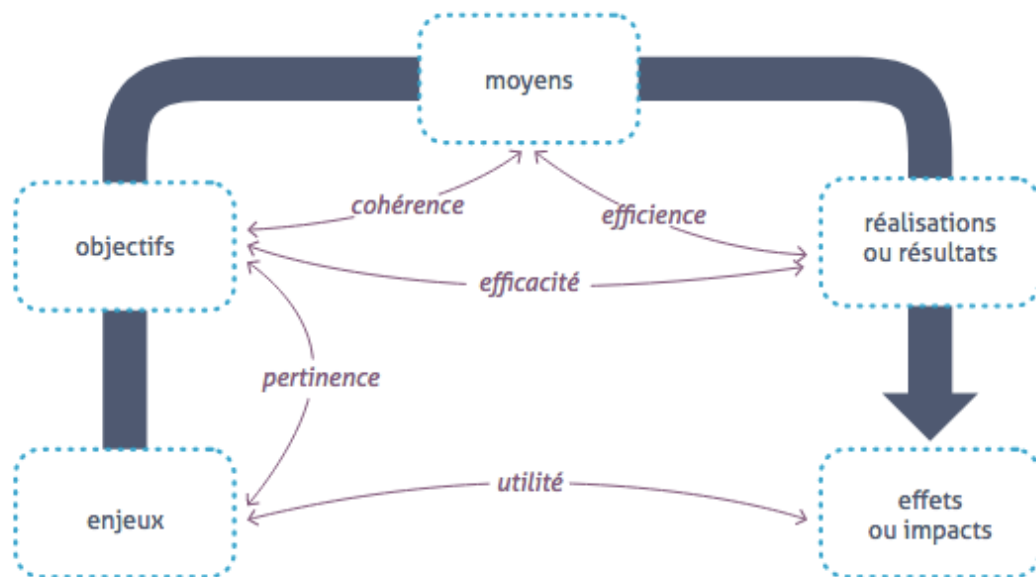 moyens
cohérence
efficience
objectifs
réalisations
ou résultats
efficacité
pertinence
utilité
enjeux
effets
ou impacts